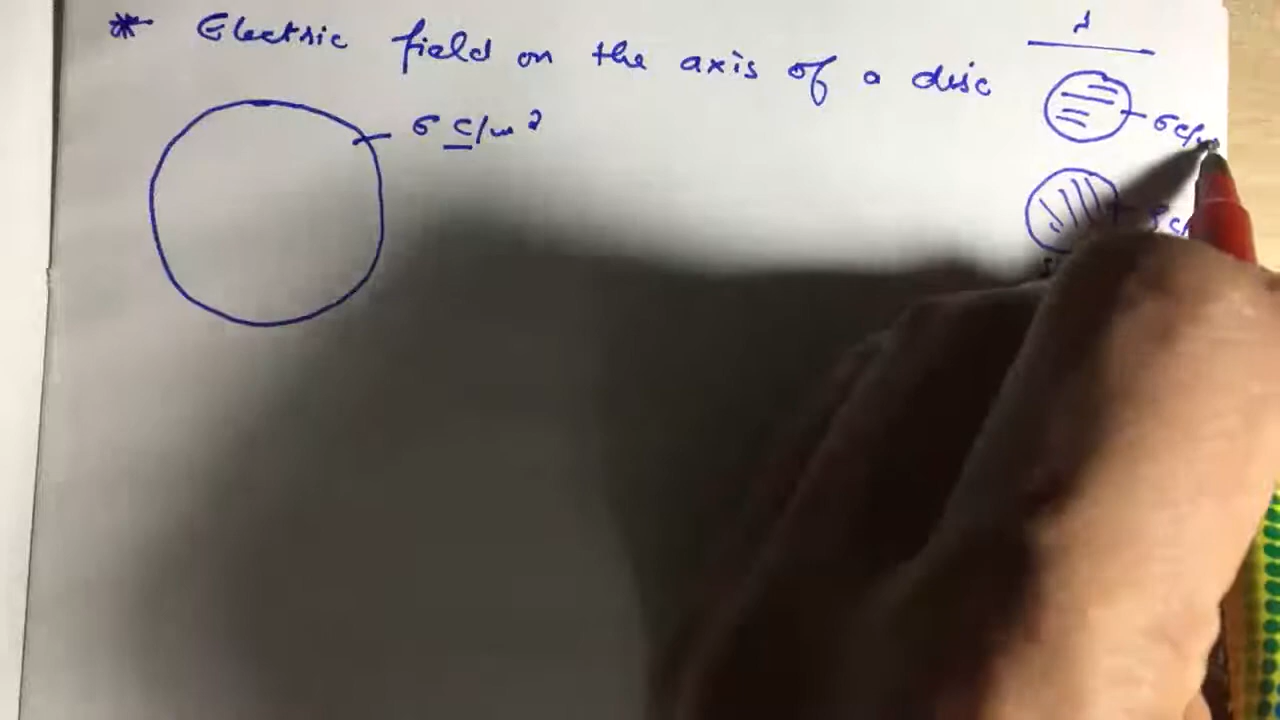 * Electric field on the axis of a disc
λ
σ C/m²
σ C/m
ρ C/